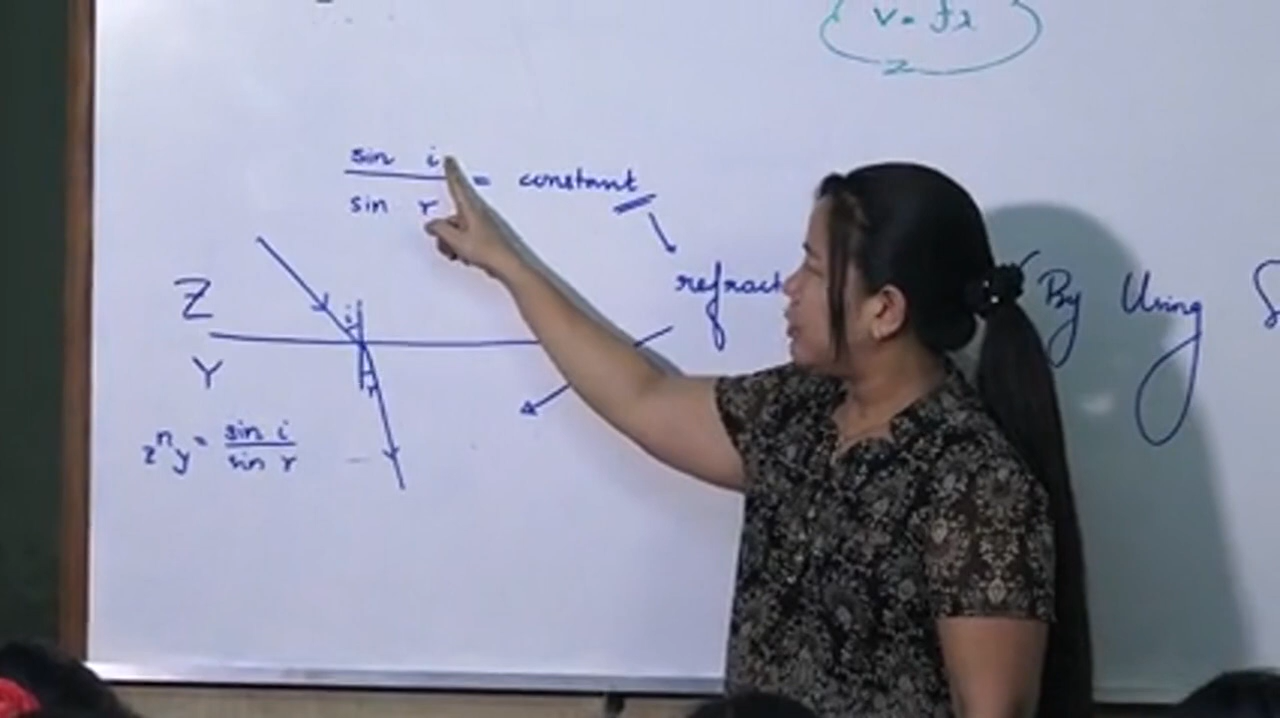 v = fλ
sin i
sin r
= constant
refract
By Using S
Z
i
Y
r
zⁿy = sin i
sin r